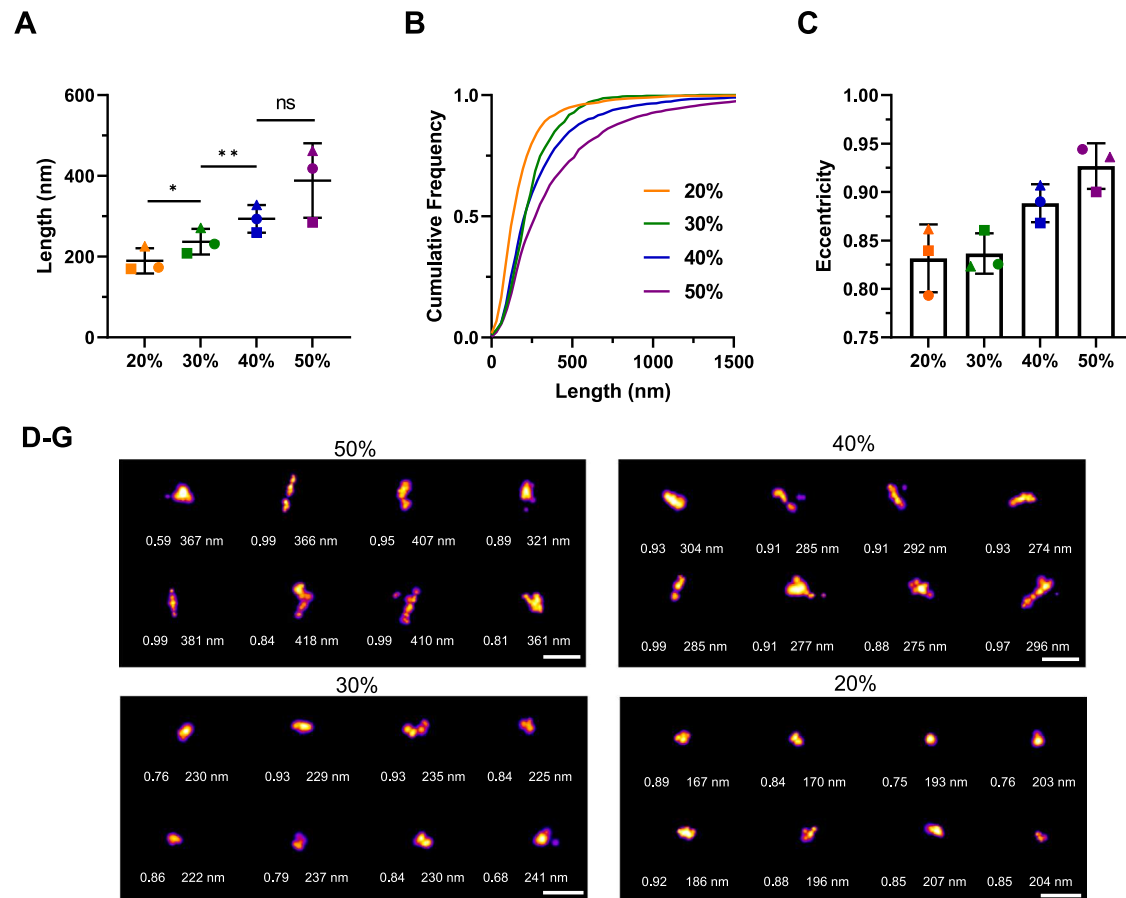 A
B
C
Length (nm)
600
400
200
0
*
**
ns
20%
30%
40%
50%
Cumulative Frequency
1.0
0.5
0.0
0
500
1000
1500
Length (nm)
20%
30%
40%
50%
Eccentricity
1.00
0.95
0.90
0.85
0.80
0.75
20%
30%
40%
50%
D-G
50%
0.59 367 nm 0.99 366 nm 0.95 407 nm 0.89 321 nm
0.99 381 nm 0.84 418 nm 0.99 410 nm 0.81 361 nm
40%
0.93 304 nm 0.91 285 nm 0.91 292 nm 0.93 274 nm
0.99 285 nm 0.91 277 nm 0.88 275 nm 0.97 296 nm
30%
0.76 230 nm 0.93 229 nm 0.93 235 nm 0.84 225 nm
0.86 222 nm 0.79 237 nm 0.84 230 nm 0.68 241 nm
20%
0.89 167 nm 0.84 170 nm 0.75 193 nm 0.76 203 nm
0.92 186 nm 0.88 196 nm 0.85 207 nm 0.85 204 nm